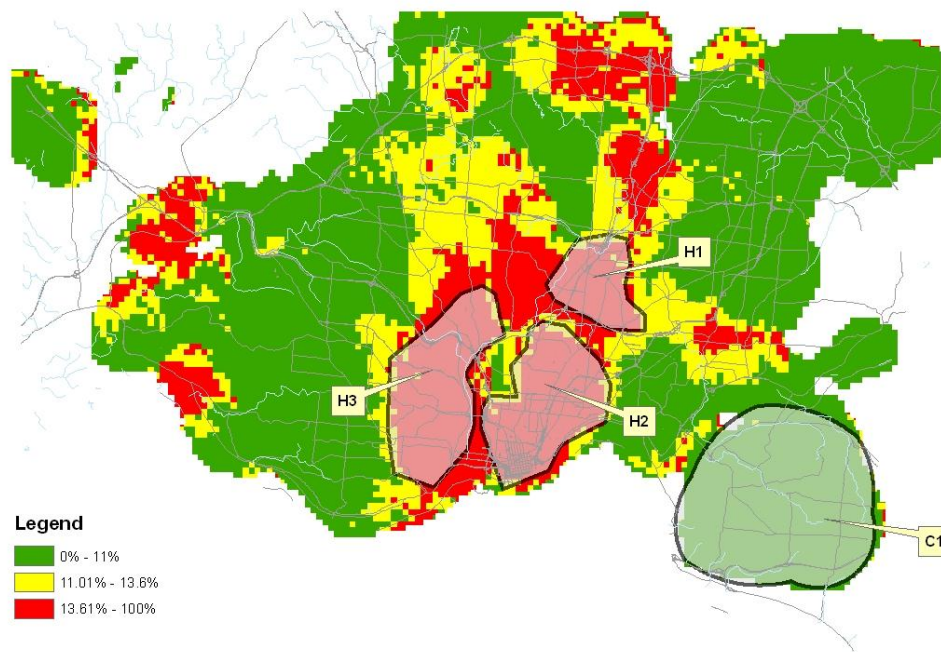 H1
H3
H2
C1
Legend
0% - 11%
11.01% - 13.6%
13.61% - 100%